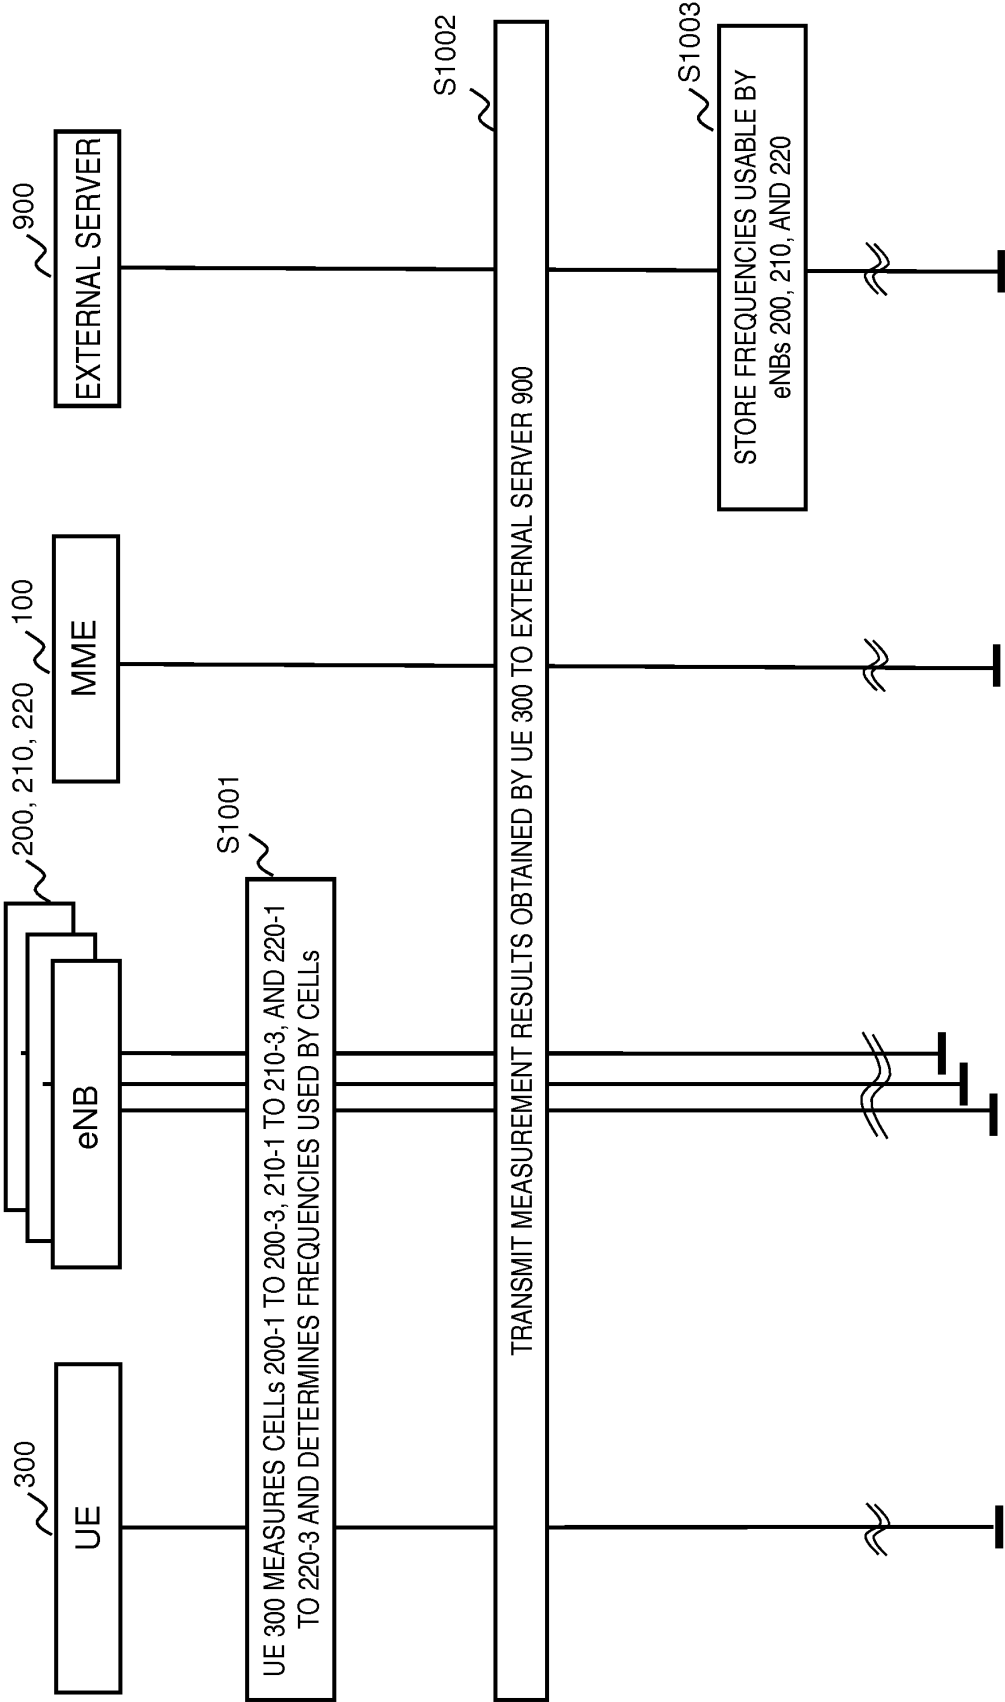 300
UE
200, 210, 220
eNB
100
MME
900
EXTERNAL SERVER
S1001
UE 300 MEASURES CELLs 200-1 TO 200-3, 210-1 TO 210-3, AND 220-1
TO 220-3 AND DETERMINES FREQUENCIES USED BY CELLs
S1002
TRANSMIT MEASUREMENT RESULTS OBTAINED BY UE 300 TO EXTERNAL SERVER 900
S1003
STORE FREQUENCIES USABLE BY
eNBs 200, 210, AND 220